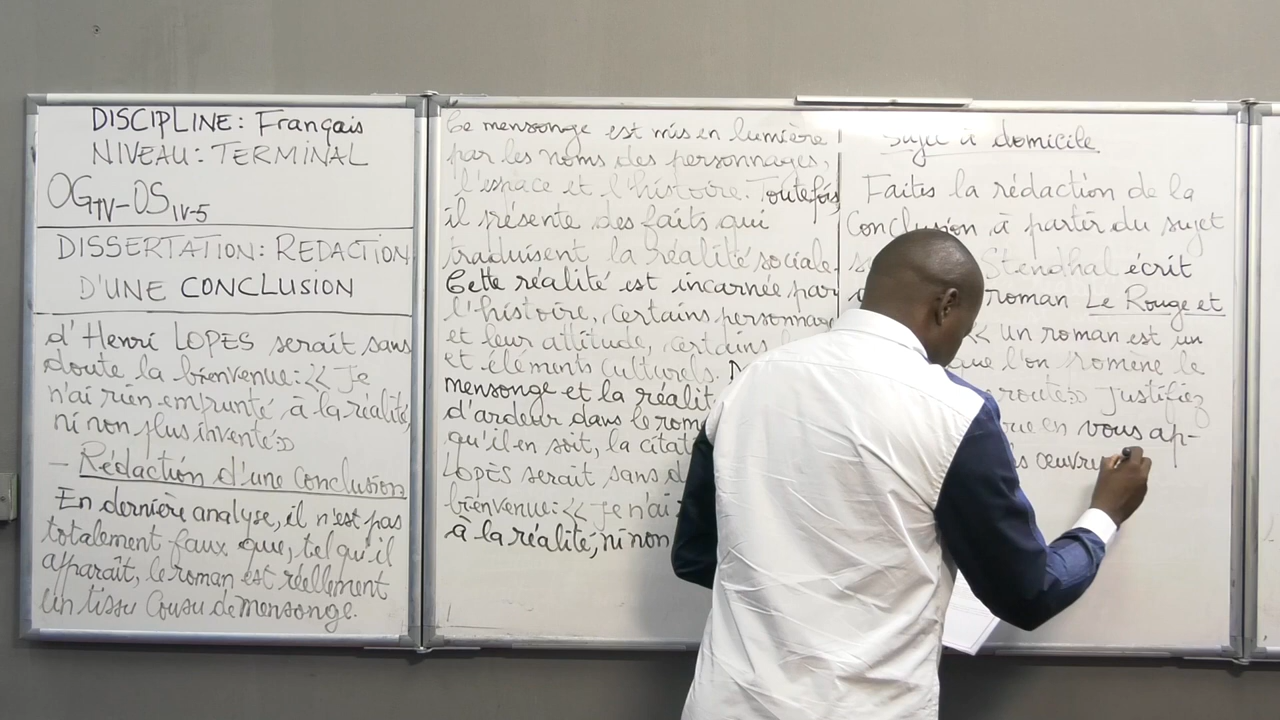 DISCIPLINE: Français
NIVEAU: TERMINAL
OG IV-OS IV-5
DISSERTATION: REDACTION
D'UNE CONCLUSION
d'Henri LOPES serait sans
doute la bienvenue: << Je
n'ai rien emprunté à la réalité,
ni non plus inventé>>
- Rédaction d'une conclusion
En dernière analyse, il n'est pas
totalement faux que, tel qu'il
apparaît, le roman est réellement
un tissu cousu de mensonge.
Ce mensonge est mis en lumière
par les noms des personnages,
l'espace et l'histoire. Toutefois,
il présente des faits qui
traduisent la réalité sociale.
Cette réalité est incarnée par
l'histoire, certains personnage
et leur attitude, certains
et éléments culturels.
mensonge et la réalit
d'ardeur dans le rom
qu'il en soit, la citat
LOPES serait sans d
bienvenue: << Je n'ai
à la réalité, ni non
Sujet à domicile
Faites la rédaction de la
Conclusion à partir du sujet
Stendhal écrit
roman Le Rouge et
<< un roman est un
que l'on promène le
route>> Justifiez
en vous ap-
œuvre